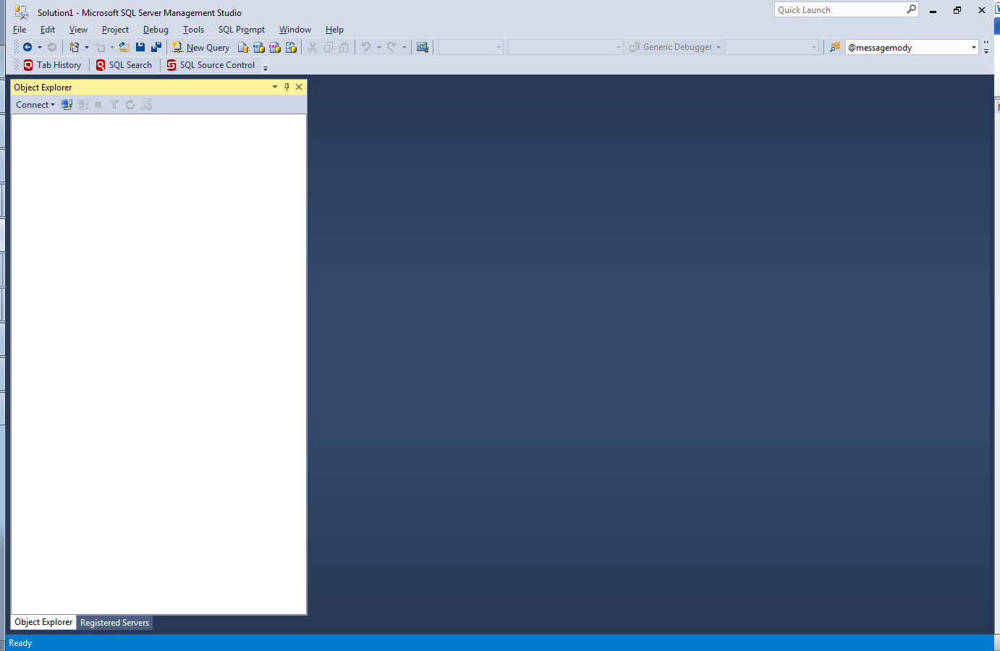 Solution1 - Microsoft SQL Server Management Studio
Quick Launch
File Edit View Project Debug Tools SQL Prompt Window Help
New Query Generic Debugger @messagemody
Tab History SQL Search SQL Source Control
Object Explorer
Connect
Object Explorer Registered Servers
Ready